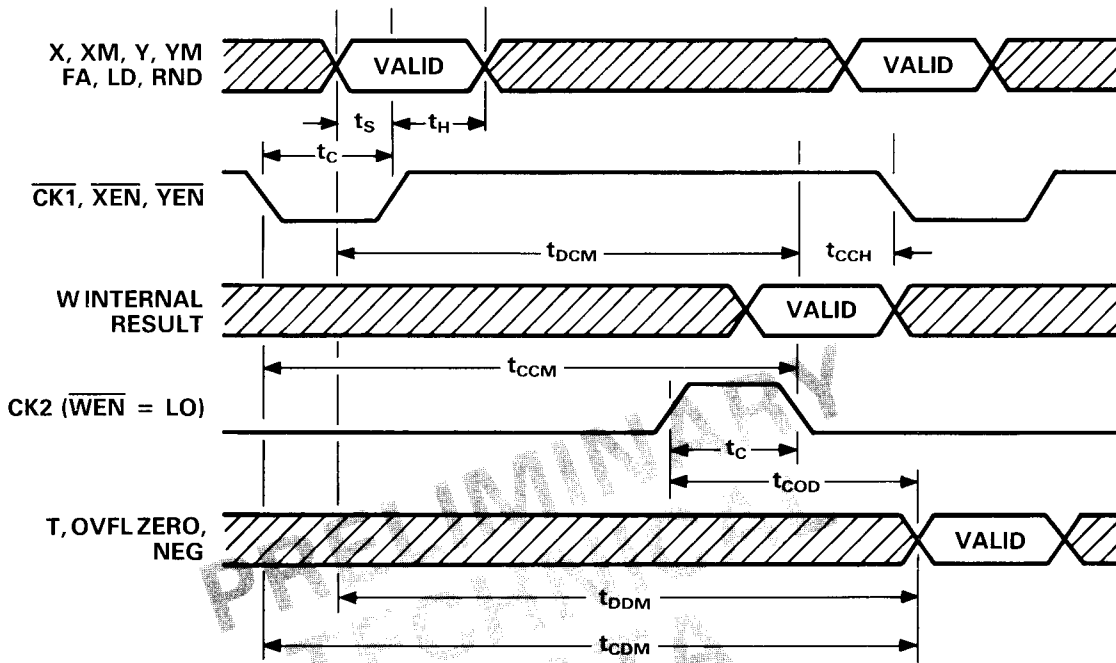 X, XM, Y, YM
FA, LD, RND
VALID
VALID
tS
tH
tC
CK1, XEN, YEN
tDCM
tCCH
W INTERNAL
RESULT
VALID
tCCM
CK2 (WEN = LO)
tC
tCOD
T, OVFL ZERO,
NEG
VALID
tDDM
tCDM
PRELIMINARY